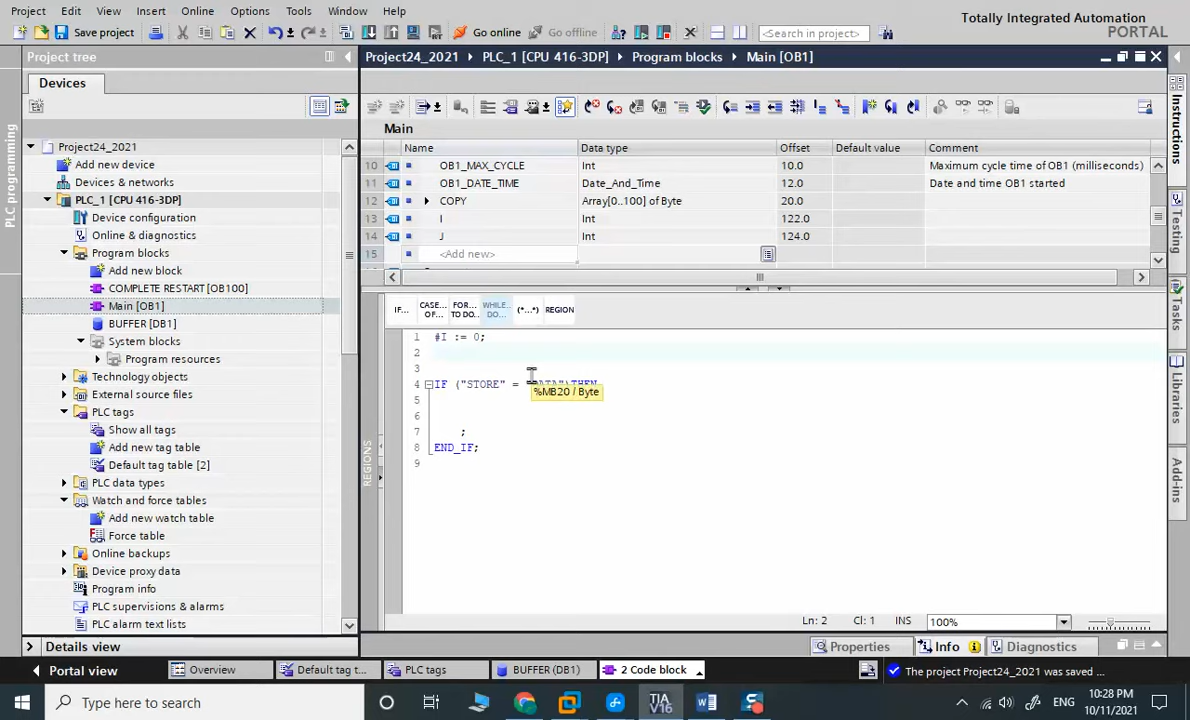 Project Edit View Insert Online Options Tools Window Help
Totally Integrated Automation
PORTAL
Save project
Go online
Go offline
<Search in project>
Project tree
Project24_2021
PLC_1 [CPU 416-3DP]
Program blocks
Main [OB1]
Devices
Project24_2021
Add new device
Devices & networks
PLC_1 [CPU 416-3DP]
Device configuration
Online & diagnostics
Program blocks
Add new block
COMPLETE RESTART [OB100]
Main [OB1]
BUFFER [DB1]
System blocks
Program resources
Technology objects
External source files
PLC tags
Show all tags
Add new tag table
Default tag table [2]
PLC data types
Watch and force tables
Add new watch table
Force table
Online backups
Device proxy data
Program info
PLC supervisions & alarms
PLC alarm text lists
Details view
PLC programming
Main
Name Data type Offset Default value Comment
10 OB1_MAX_CYCLE Int 10.0 Maximum cycle time of OB1 (milliseconds)
11 OB1_DATE_TIME Date_And_Time 12.0 Date and time OB1 started
12 COPY Array[0..100] of Byte 20.0
13 I Int 122.0
14 J Int 124.0
15 <Add new>
IF... CASE... OF... FOR... TO DO... WHILE... DO... (*...*) REGION
REGIONS
1 #I := 0;
2
3
4 IF ("STORE" = THEN
5
6
7 ;
8 END_IF;
9
%MB20 / Byte
Ln: 2 Cl: 1 INS 100%
Properties Info Diagnostics
Instructions
Testing
Tasks
Libraries
Add-ins
Portal view Overview Default tag t... PLC tags BUFFER (DB1) 2 Code block The project Project24_2021 was saved ...
Type here to search
TIA
V16
ENG
10:28 PM
10/11/2021